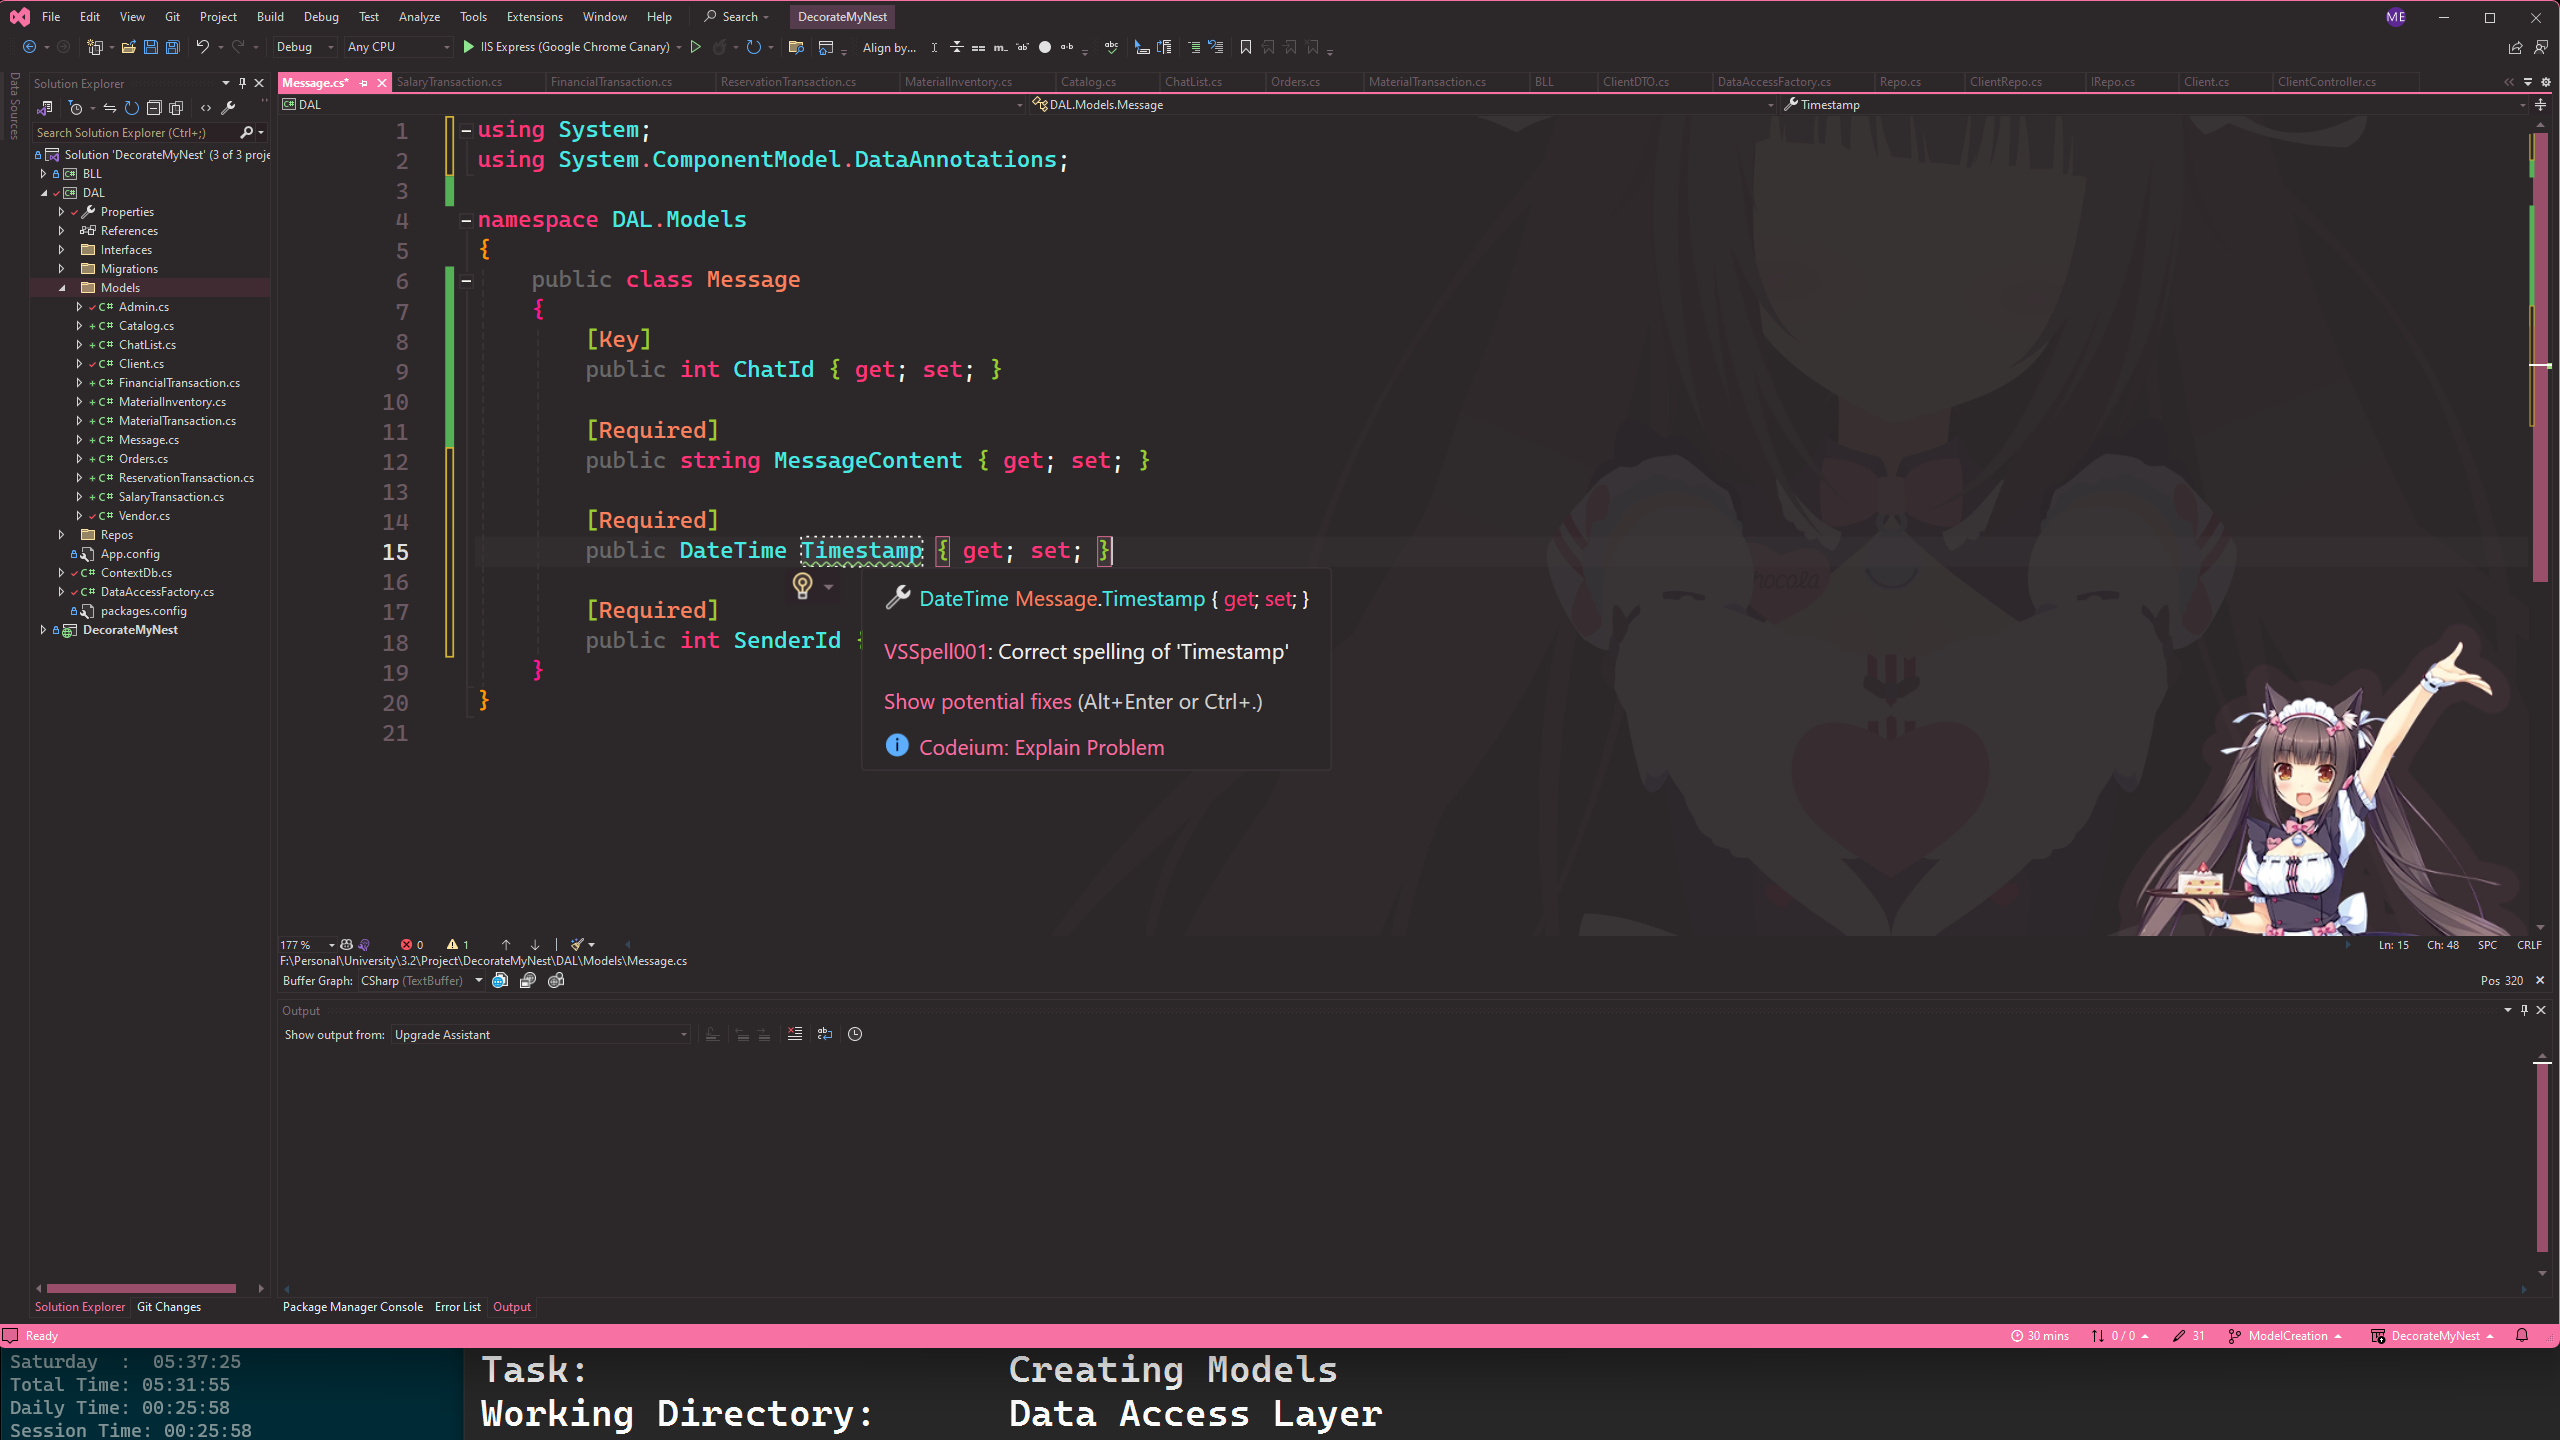 File Edit View Git Project Build Debug Test Analyze Tools Extensions Window Help Search DecorateMyNest ME
Debug Any CPU IIS Express (Google Chrome Canary) Align by...
Data Sources
Solution Explorer
Search Solution Explorer (Ctrl+;)
Solution 'DecorateMyNest' (3 of 3 proje
BLL
DAL
Properties
References
Interfaces
Migrations
Models
C# Admin.cs
C# Catalog.cs
C# ChatList.cs
C# Client.cs
C# FinancialTransaction.cs
C# MaterialInventory.cs
C# MaterialTransaction.cs
C# Message.cs
C# Orders.cs
C# ReservationTransaction.cs
C# SalaryTransaction.cs
C# Vendor.cs
Repos
App.config
C# ContextDb.cs
C# DataAccessFactory.cs
packages.config
DecorateMyNest
Message.cs* SalaryTransaction.cs FinancialTransaction.cs ReservationTransaction.cs MaterialInventory.cs Catalog.cs ChatList.cs Orders.cs MaterialTransaction.cs BLL ClientDTO.cs DataAccessFactory.cs Repo.cs ClientRepo.cs IRepo.cs Client.cs ClientController.cs
DAL DAL.Models.Message Timestamp
1 using System;
2 using System.ComponentModel.DataAnnotations;
3
4 namespace DAL.Models
5 {
6 public class Message
7 {
8 [Key]
9 public int ChatId { get; set; }
10
11 [Required]
12 public string MessageContent { get; set; }
13
14 [Required]
15 public DateTime Timestamp { get; set; }
16
17 [Required]
18 public int SenderId {
19 }
20 }
21
DateTime Message.Timestamp { get; set; }
VSSpell001: Correct spelling of 'Timestamp'
Show potential fixes (Alt+Enter or Ctrl+.)
Codeium: Explain Problem
177 % 0 1 Ln: 15 Ch: 48 SPC CRLF
F:\Personal\University\3.2\Project\DecorateMyNest\DAL\Models\Message.cs
Buffer Graph: CSharp (TextBuffer) Pos 320
Output
Show output from: Upgrade Assistant
Solution Explorer Git Changes
Package Manager Console Error List Output
Ready 30 mins 0 / 0 31 ModelCreation DecorateMyNest
Saturday : 05:37:25
Total Time: 05:31:55
Daily Time: 00:25:58
Session Time: 00:25:58
Task: Creating Models
Working Directory: Data Access Layer